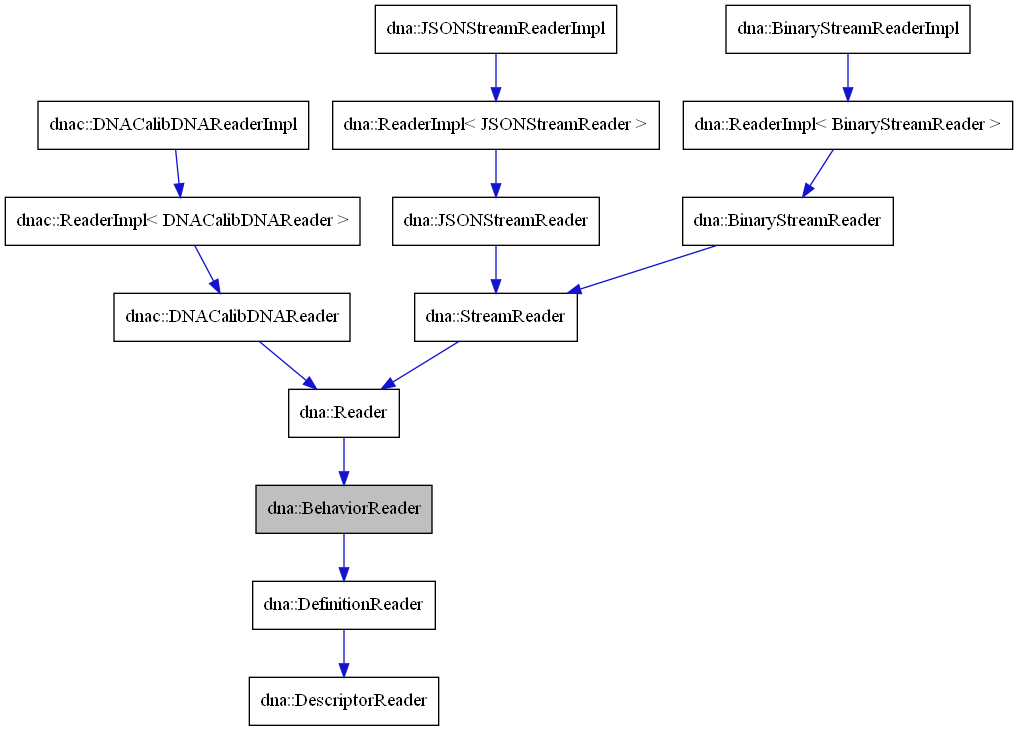 dna::JSONStreamReaderImpl
dna::BinaryStreamReaderImpl
dnac::DNACalibDNAReaderImpl
dna::ReaderImpl< JSONStreamReader >
dna::ReaderImpl< BinaryStreamReader >
dnac::ReaderImpl< DNACalibDNAReader >
dna::JSONStreamReader
dna::BinaryStreamReader
dnac::DNACalibDNAReader
dna::StreamReader
dna::Reader
dna::BehaviorReader
dna::DefinitionReader
dna::DescriptorReader